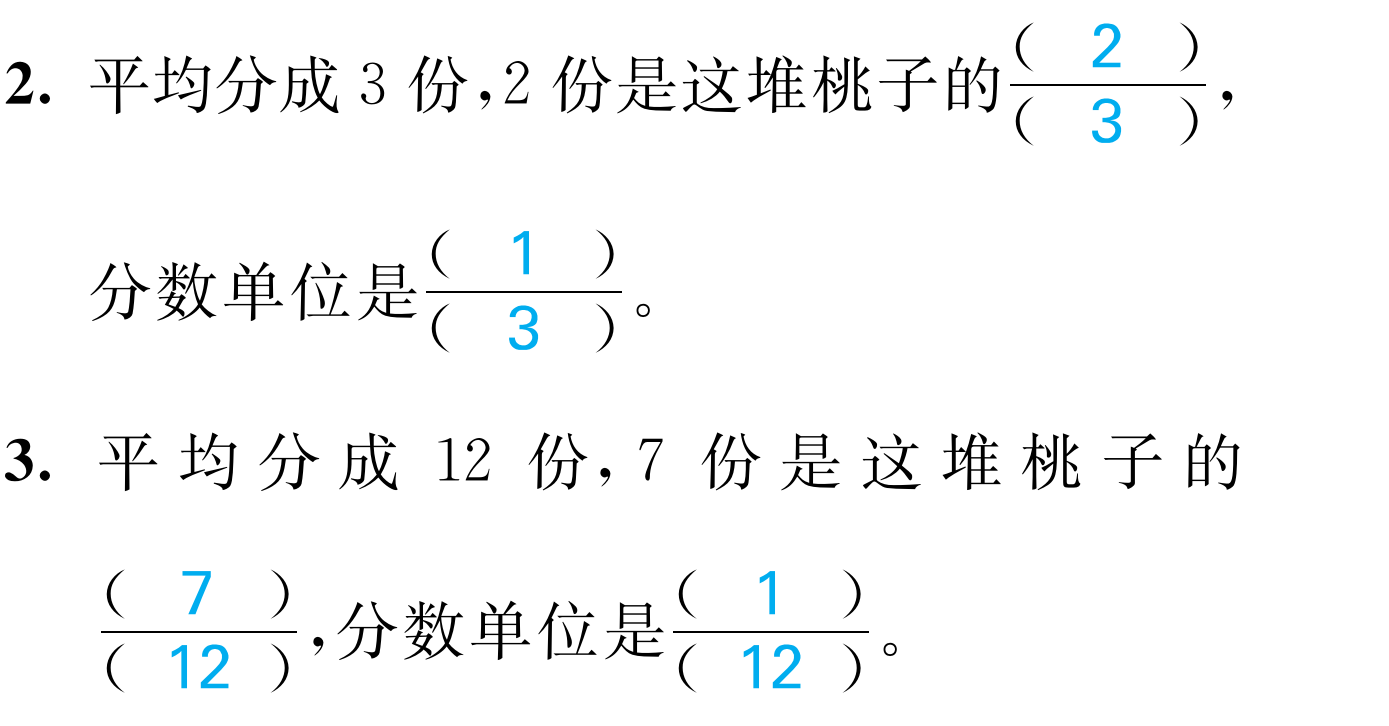 2. 平均分成 3 份,2 份是这堆桃子的( 2 )/( 3 ),
分数单位是( 1 )/( 3 )。
3. 平均分成 12 份,7 份是这堆桃子的
( 7 )/( 12 ),分数单位是( 1 )/( 12 )。